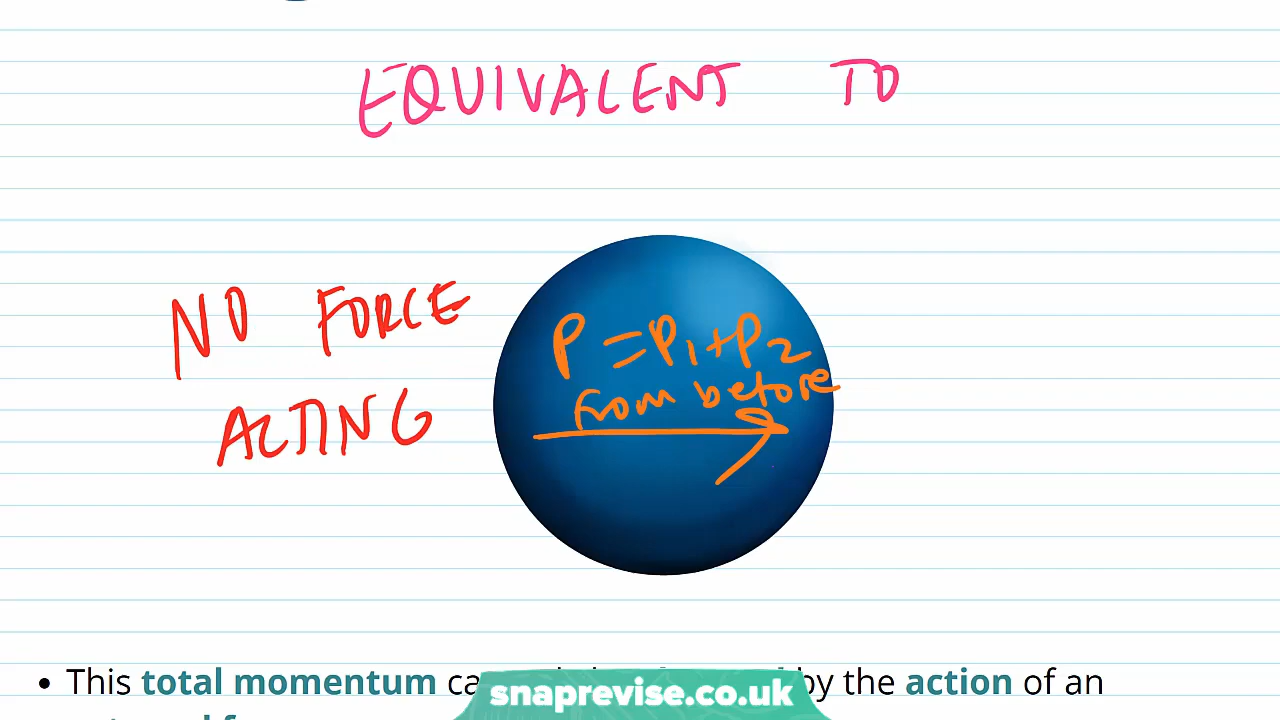 EQUIVALENT TO
NO FORCE
ACTING
P = P1 + P2
from before
• This total momentum ca by the action of an
snaprevise.co.uk